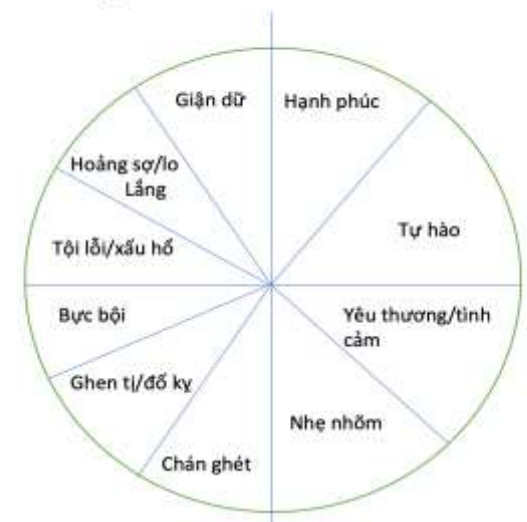 Giận dữ
Hạnh phúc
Hoảng sợ/lo
Lắng
Tự hào
Tội lỗi/xấu hổ
Bực bội
Yêu thương/tình
cảm
Ghen tị/đố kỵ
Nhẹ nhõm
Chán ghét